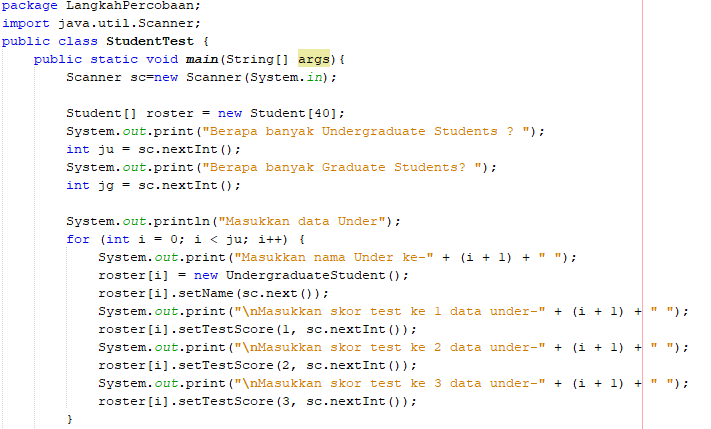 package LangkahPercobaan;
import java.util.Scanner;
public class StudentTest {
    public static void main(String[] args){
        Scanner sc=new Scanner(System.in);

        Student[] roster = new Student[40];
        System.out.print("Berapa banyak Undergraduate Students ? ");
        int ju = sc.nextInt();
        System.out.print("Berapa banyak Graduate Students? ");
        int jg = sc.nextInt();

        System.out.println("Masukkan data Under");
        for (int i = 0; i < ju; i++) {
            System.out.print("Masukkan nama Under ke-" + (i + 1) + " ");
            roster[i] = new UndergraduateStudent();
            roster[i].setName(sc.next());
            System.out.print("\nMasukkan skor test ke 1 data under-" + (i + 1) + " ");
            roster[i].setTestScore(1, sc.nextInt());
            System.out.print("\nMasukkan skor test ke 2 data under-" + (i + 1) + " ");
            roster[i].setTestScore(2, sc.nextInt());
            System.out.print("\nMasukkan skor test ke 3 data under-" + (i + 1) + " ");
            roster[i].setTestScore(3, sc.nextInt());
        }